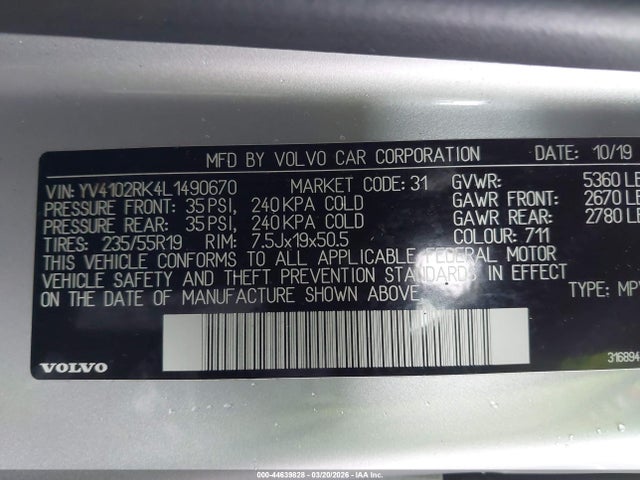 MFD BY VOLVO CAR CORPORATION DATE: 10/19
VIN: YV4102RK4L1490670 MARKET CODE: 31 GVWR: 5360 LB
PRESSURE FRONT: 35 PSI, 240 KPA COLD GAWR FRONT: 2670 LB
PRESSURE REAR: 35 PSI, 240 KPA COLD GAWR REAR: 2780 LB
TIRES: 235/55R19 RIM: 7.5Jx19x50.5 COLOUR: 711
THIS VEHICLE CONFORMS TO ALL APPLICABLE FEDERAL MOTOR
VEHICLE SAFETY AND THEFT PREVENTION STANDARDS IN EFFECT
ON THE DATE OF MANUFACTURE SHOWN ABOVE TYPE: MPV
VOLVO 316894
000-44639828 - 03/20/2026 - IAAI.com